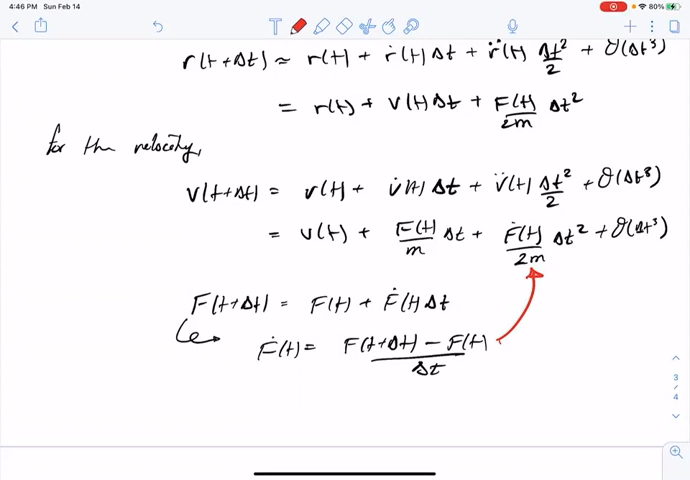 4:46 PM Sun Feb 14
80%
r(t+Δt) ≈ r(t) + ṙ(t) Δt + r̈(t) Δt²/2 + O(Δt³)
= r(t) + v(t) Δt + F(t)/2m Δt²
for the velocity,
v(t+Δt) = v(t) + v̇(t) Δt + v̈(t) Δt²/2 + O(Δt³)
= v(t) + F(t)/m Δt + Ḟ(t)/2m Δt² + O(Δt³)
F(t+Δt) = F(t) + Ḟ(t) Δt
Ḟ(t) = F(t+Δt) − F(t)/Δt
3/4